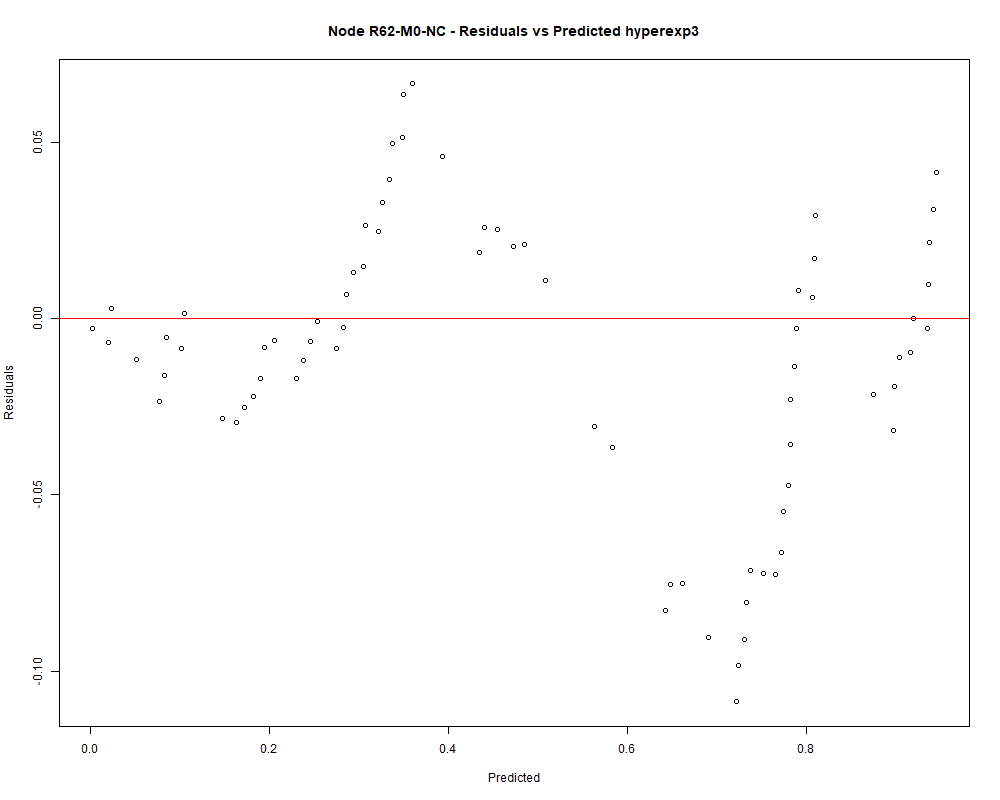 Node R62-M0-NC - Residuals vs Predicted hyperexp3
0.05
0.00
-0.05
-0.10
Residuals
0.0 0.2 0.4 0.6 0.8
Predicted